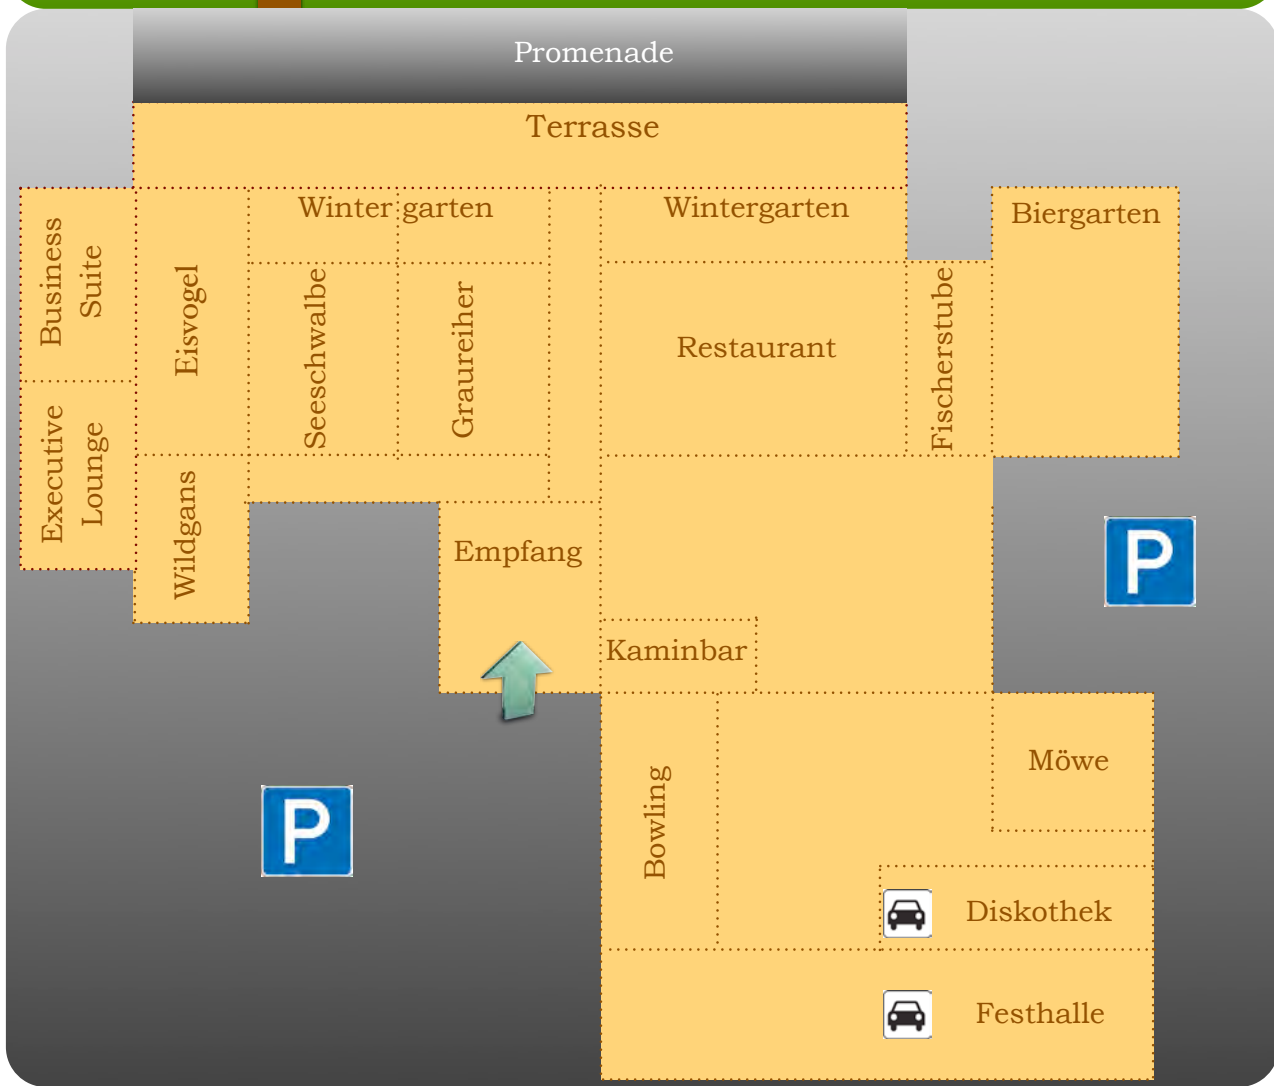 Promenade
Terrasse
Winter garten
Wintergarten
Biergarten
Business
Suite
Eisvogel
Seeschwalbe
Graureiher
Restaurant
Fischerstube
Executive
Lounge
Wildgans
Empfang
P
Kaminbar
Möwe
Bowling
P
Diskothek
Festhalle